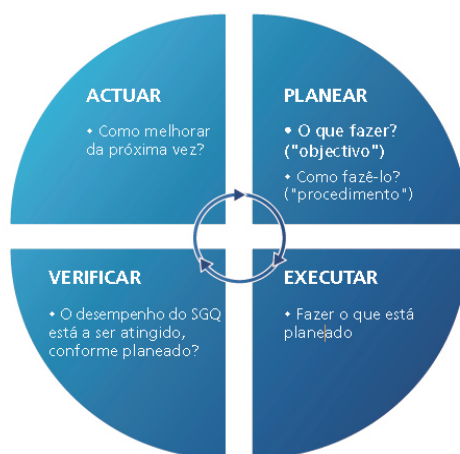 ACTUAR
• Como melhorar
da próxima vez?
PLANEAR
• O que fazer?
("objectivo")
• Como fazê-lo?
("procedimento")
VERIFICAR
• O desempenho do SGQ
está a ser atingido,
conforme planeado?
EXECUTAR
• Fazer o que está
planeado